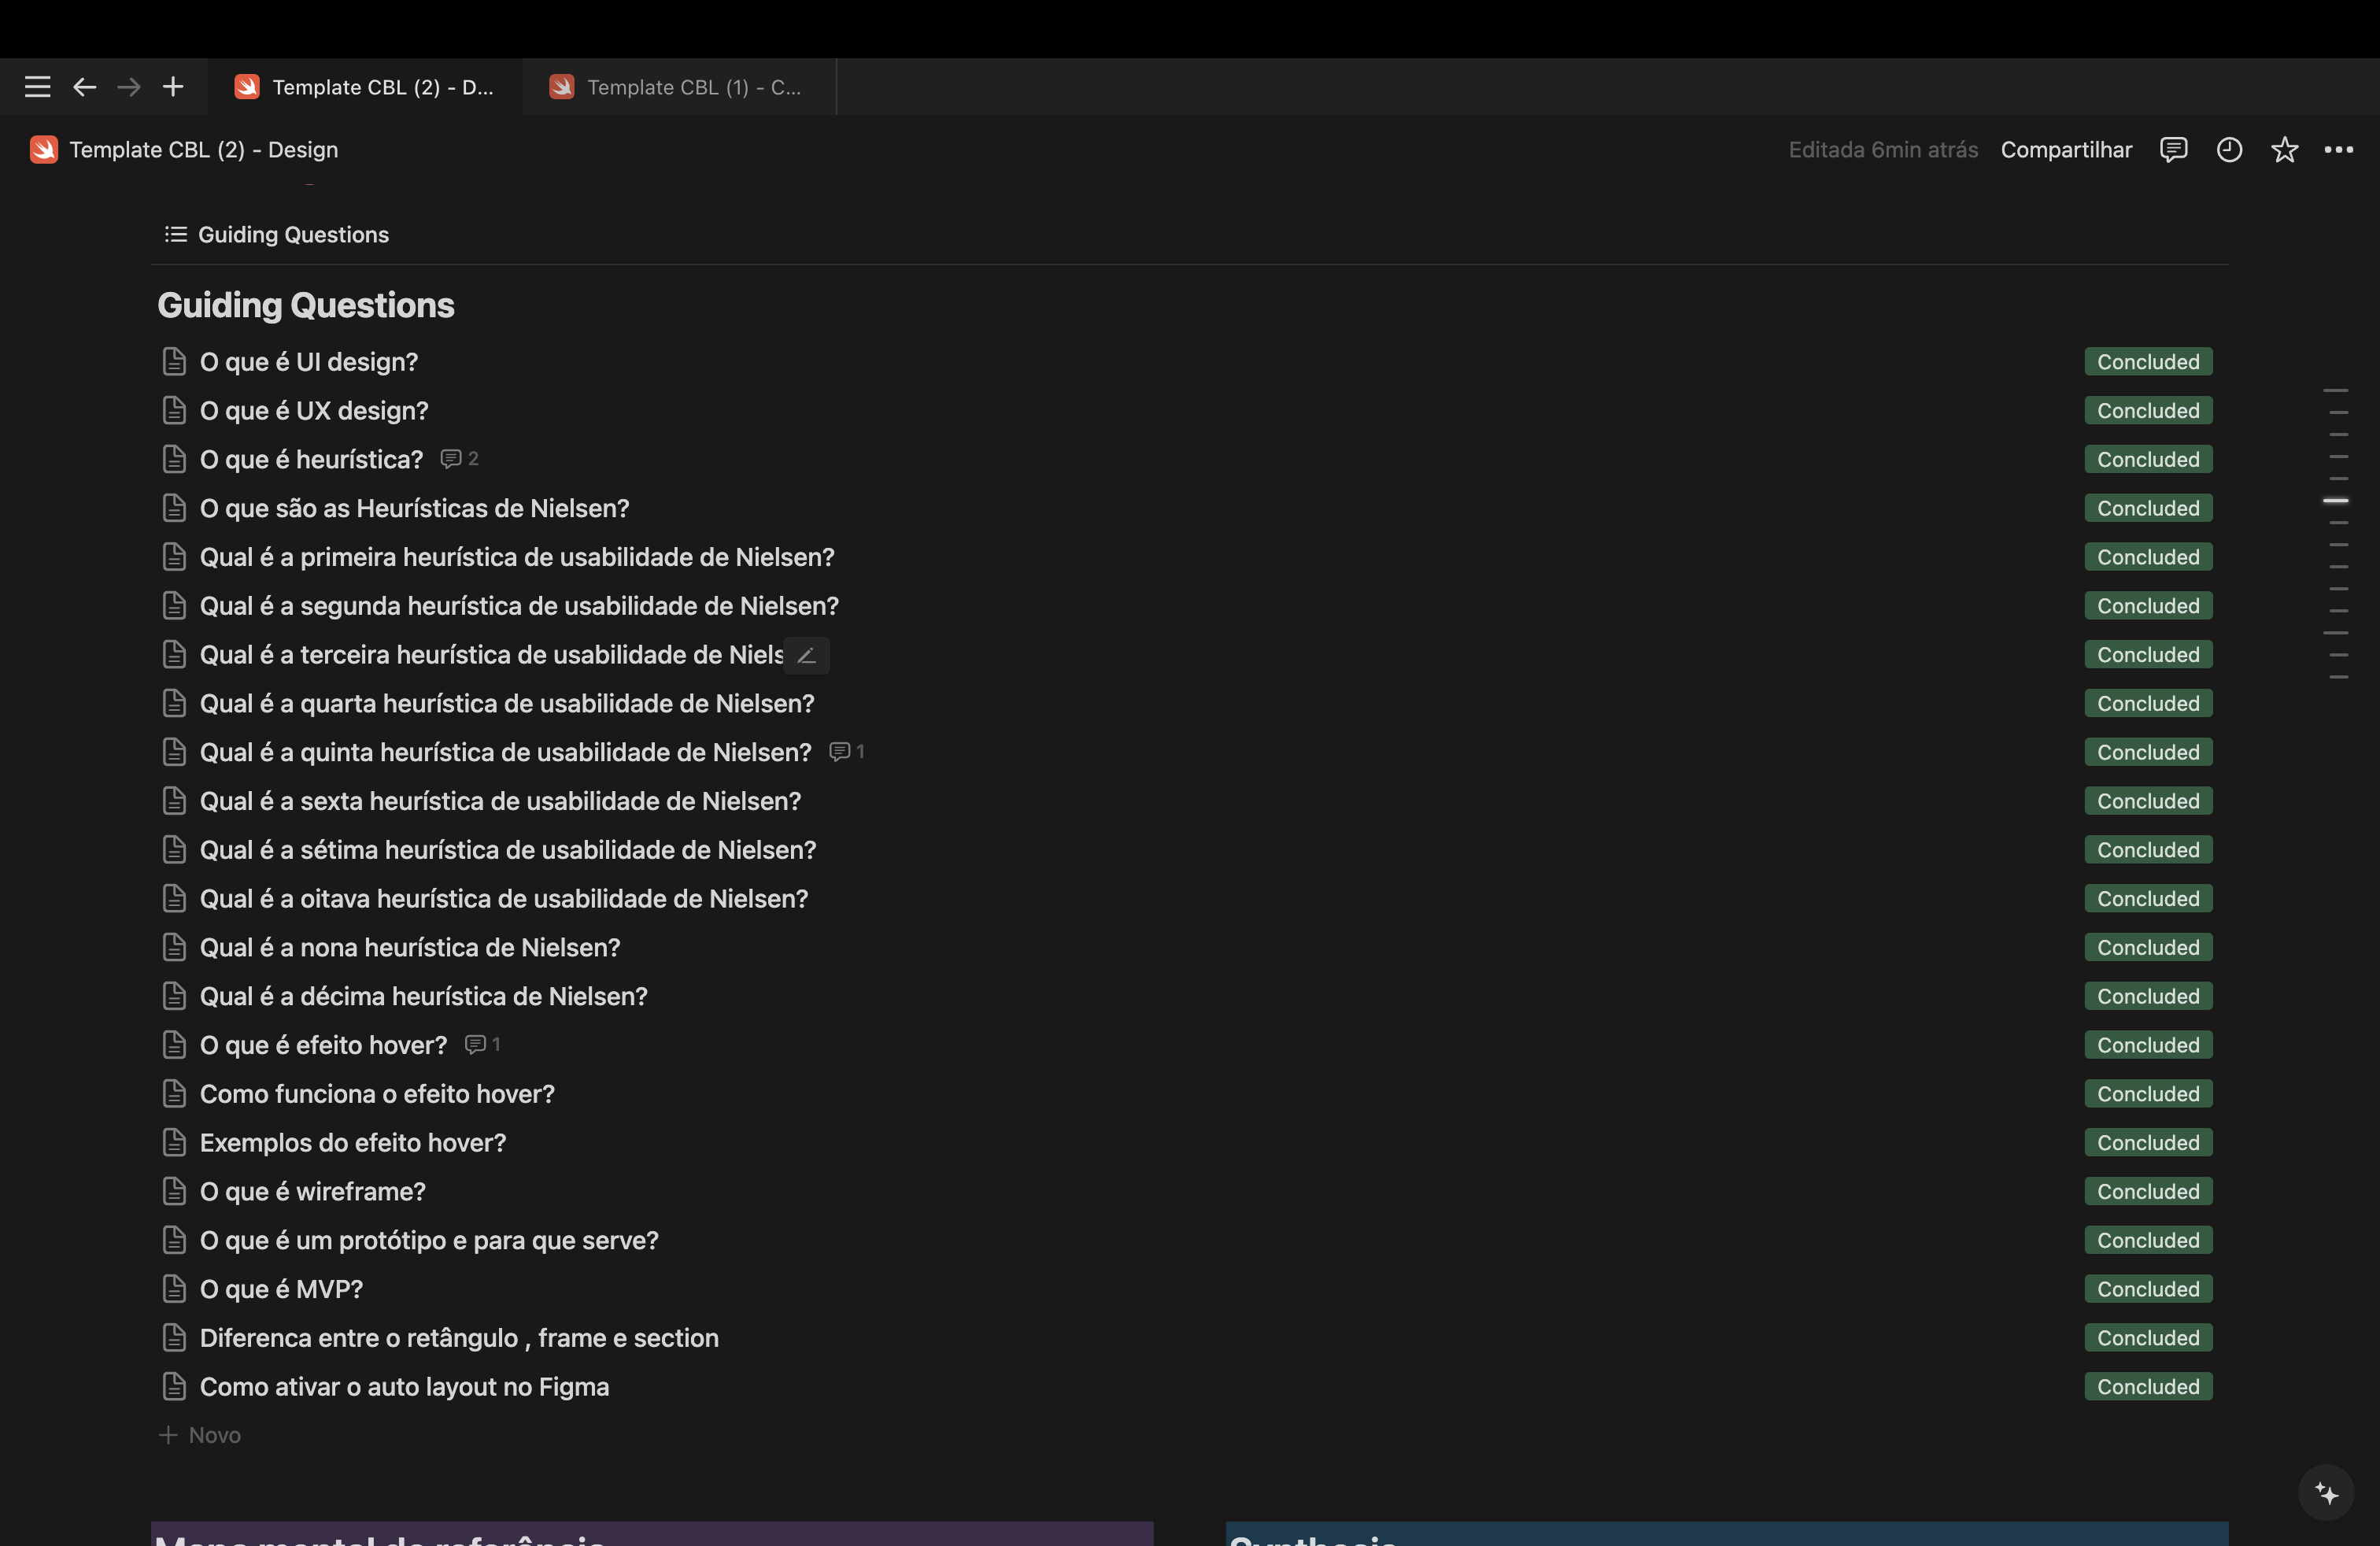 Template CBL (2) - D...
Template CBL (1) - C...
Template CBL (2) - Design
Editada 6min atrás
Compartilhar
Guiding Questions
Guiding Questions
O que é UI design? Concluded
O que é UX design? Concluded
O que é heurística? 2 Concluded
O que são as Heurísticas de Nielsen? Concluded
Qual é a primeira heurística de usabilidade de Nielsen? Concluded
Qual é a segunda heurística de usabilidade de Nielsen? Concluded
Qual é a terceira heurística de usabilidade de Niels Concluded
Qual é a quarta heurística de usabilidade de Nielsen? Concluded
Qual é a quinta heurística de usabilidade de Nielsen? 1 Concluded
Qual é a sexta heurística de usabilidade de Nielsen? Concluded
Qual é a sétima heurística de usabilidade de Nielsen? Concluded
Qual é a oitava heurística de usabilidade de Nielsen? Concluded
Qual é a nona heurística de Nielsen? Concluded
Qual é a décima heurística de Nielsen? Concluded
O que é efeito hover? 1 Concluded
Como funciona o efeito hover? Concluded
Exemplos do efeito hover? Concluded
O que é wireframe? Concluded
O que é um protótipo e para que serve? Concluded
O que é MVP? Concluded
Diferenca entre o retângulo , frame e section Concluded
Como ativar o auto layout no Figma Concluded
Novo
Mapa mental de referência
Synthesis